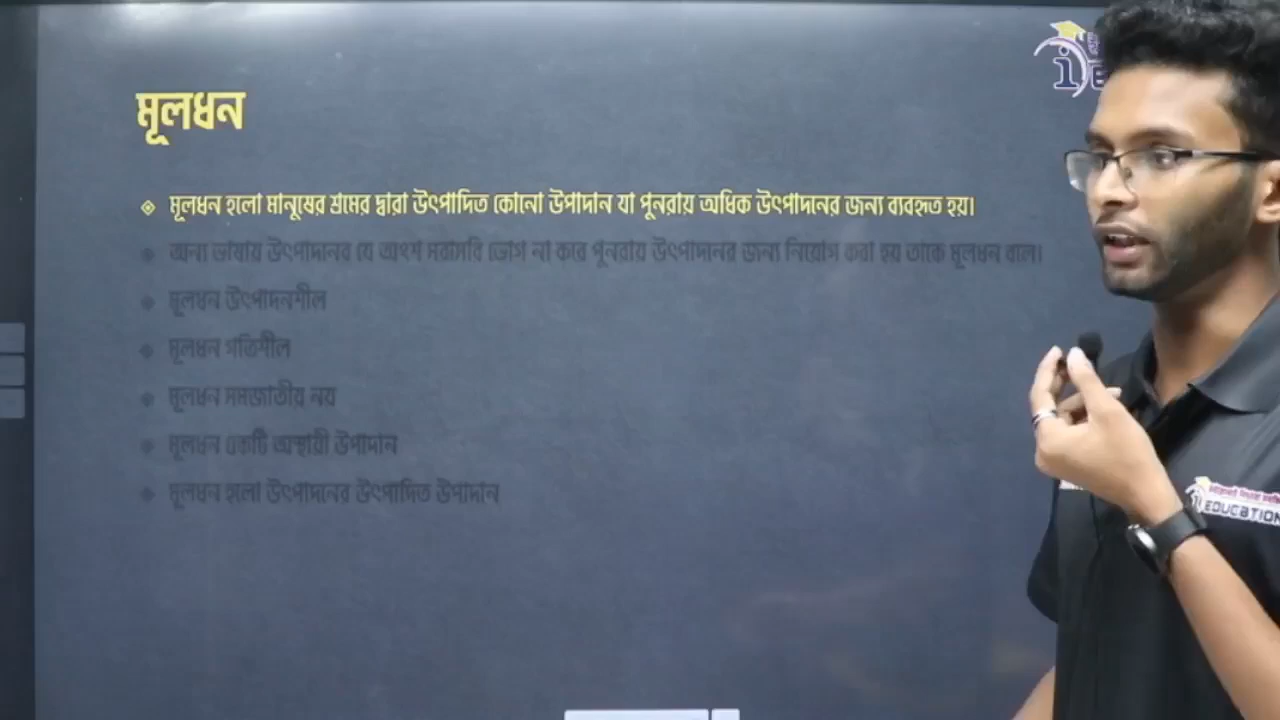 মূলধন
মূলধন হলো মানুষের শ্রমের দ্বারা উৎপাদিত কোনো উপাদান যা পুনরায় অধিক উৎপাদনের জন্য ব্যবহৃত হয়।
অন্য ভাষায় উৎপাদনের যে অংশ সরাসরি ভোগ না করে পুনরায় উৎপাদনের জন্য নিয়োগ করা হয় তাকে মূলধন বলে।
মূলধন উৎপাদনশীল
মূলধন গতিশীল
মূলধন সমজাতীয় নয়
মূলধন একটি অস্থায়ী উপাদান
মূলধন হলো উৎপাদনের উৎপাদিত উপাদান
EDUCATION